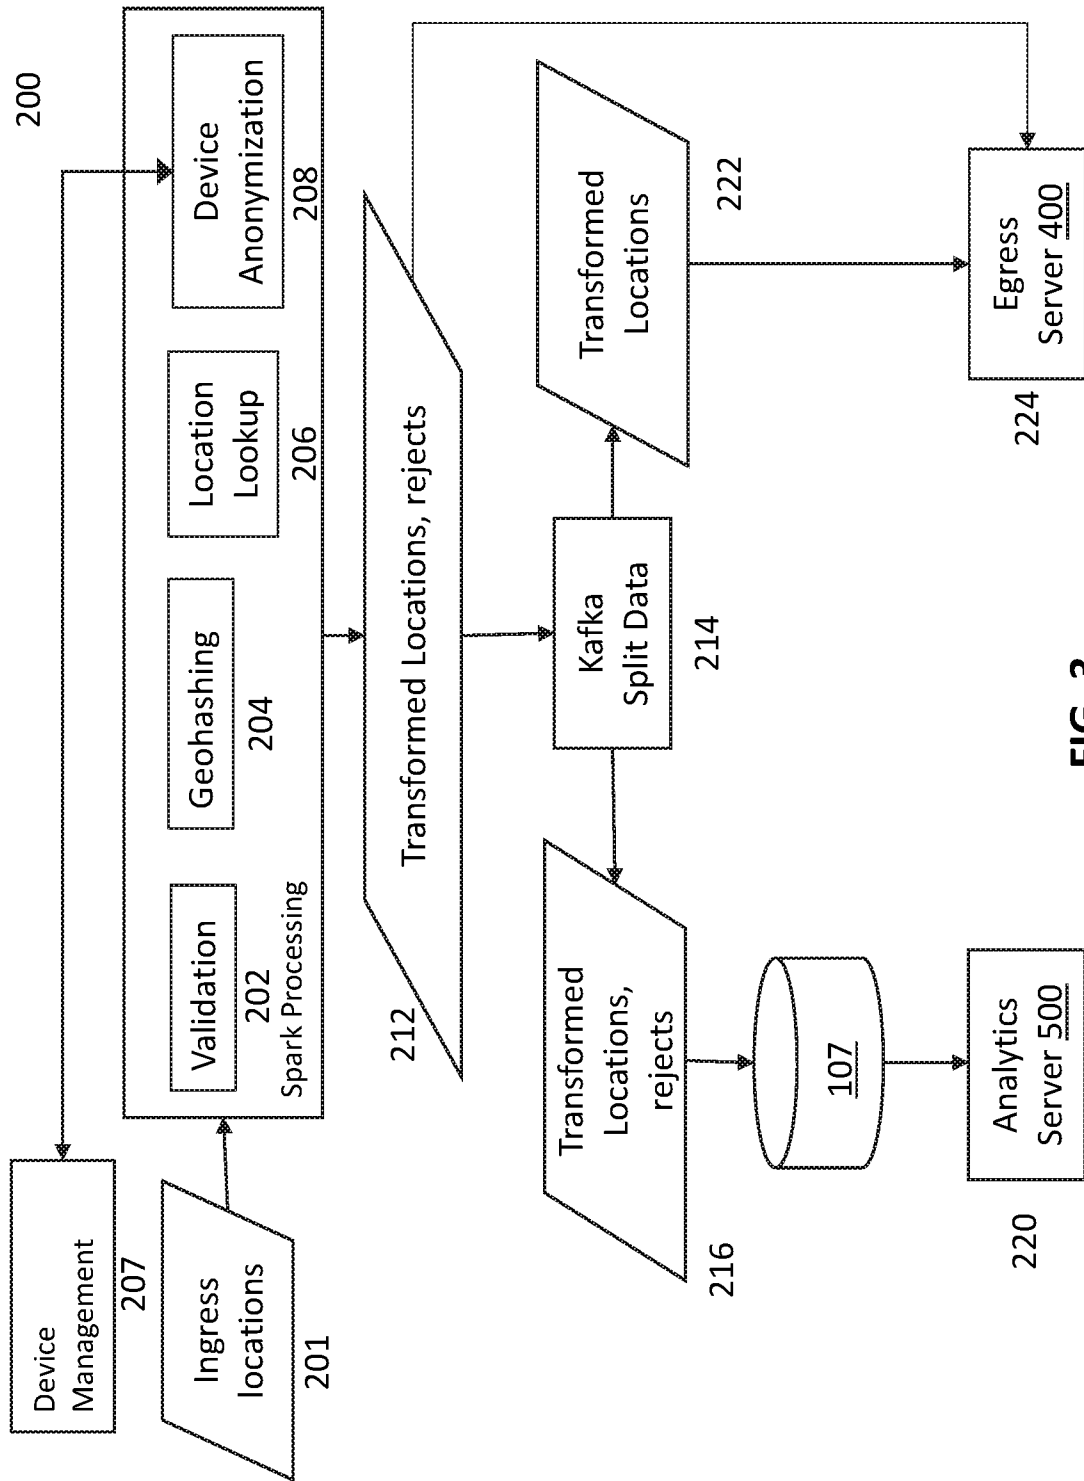 200
Device
Management
207
Ingress
locations
201
Validation
202
Spark Processing
Geohashing
204
Location
Lookup
206
Device
Anonymization
208
212
Transformed Locations, rejects
Kafka
Split Data
214
Transformed
Locations,
rejects
216
107
Analytics
Server 500
220
Transformed
Locations
222
Egress
Server 400
224
FIG. 3